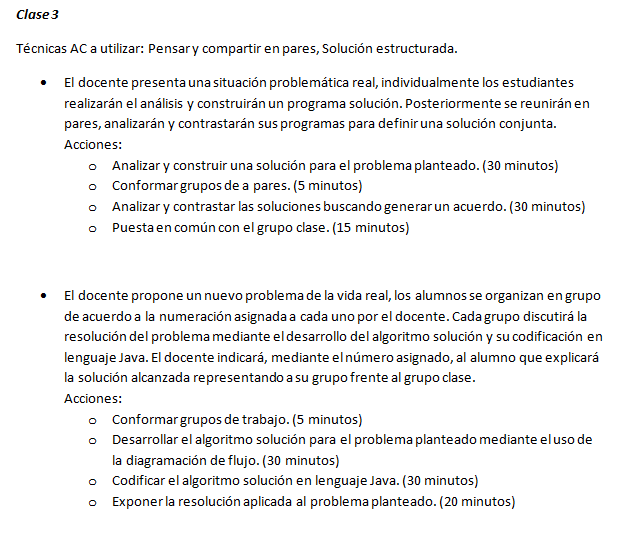 Clase 3
Técnicas AC a utilizar: Pensar y compartir en pares, Solución estructurada.
• El docente presenta una situación problemática real, individualmente los estudiantes
realizarán el análisis y construirán un programa solución. Posteriormente se reunirán en
pares, analizarán y contrastarán sus programas para definir una solución conjunta.
Acciones:
o Analizar y construir una solución para el problema planteado. (30 minutos)
o Conformar grupos de a pares. (5 minutos)
o Analizar y contrastar las soluciones buscando generar un acuerdo. (30 minutos)
o Puesta en común con el grupo clase. (15 minutos)
• El docente propone un nuevo problema de la vida real, los alumnos se organizan en grupo
de acuerdo a la numeración asignada a cada uno por el docente. Cada grupo discutirá la
resolución del problema mediante el desarrollo del algoritmo solución y su codificación en
lenguaje Java. El docente indicará, mediante el número asignado, al alumno que explicará
la solución alcanzada representando a su grupo frente al grupo clase.
Acciones:
o Conformar grupos de trabajo. (5 minutos)
o Desarrollar el algoritmo solución para el problema planteado mediante el uso de
la diagramación de flujo. (30 minutos)
o Codificar el algoritmo solución en lenguaje Java. (30 minutos)
o Exponer la resolución aplicada al problema planteado. (20 minutos)